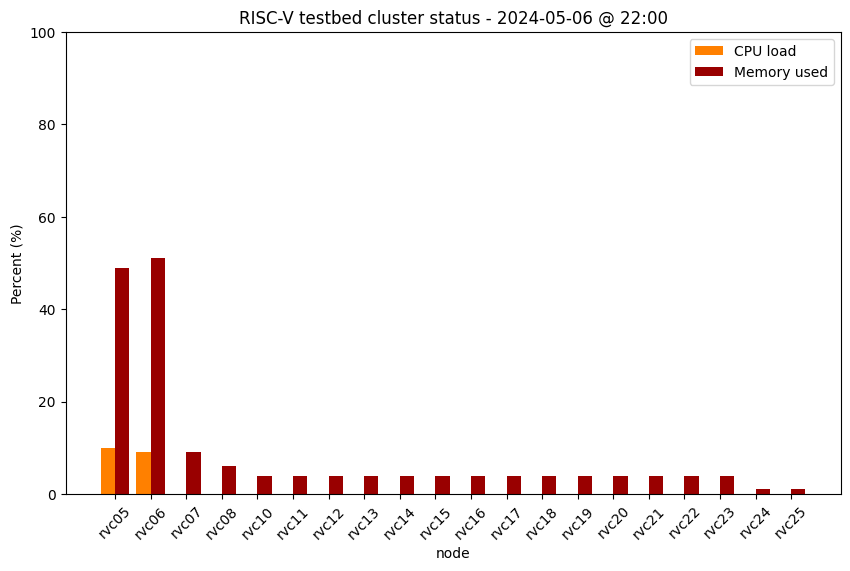 RISC-V testbed cluster status - 2024-05-06 @ 22:00
CPU load
Memory used
Percent (%)
100
80
60
40
20
0
rvc05
rvc06
rvc07
rvc08
rvc10
rvc11
rvc12
rvc13
rvc14
rvc15
rvc16
rvc17
rvc18
rvc19
rvc20
rvc21
rvc22
rvc23
rvc24
rvc25
node